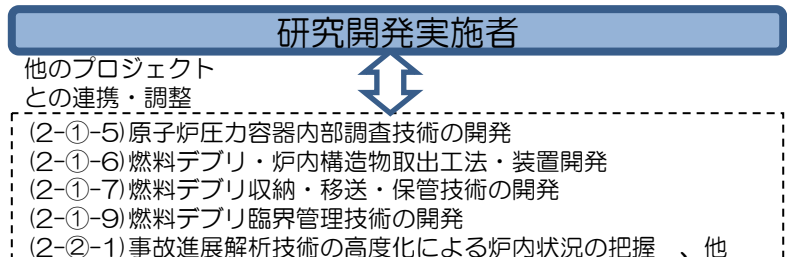 研究開発実施者
他のプロジェクト
との連携・調整
(2-①-5)原子炉圧力容器内部調査技術の開発
(2-①-6)燃料デブリ・炉内構造物取出工法・装置開発
(2-①-7)燃料デブリ収納・移送・保管技術の開発
(2-①-9)燃料デブリ臨界管理技術の開発
(2-②-1)事故進展解析技術の高度化による炉内状況の把握　、他